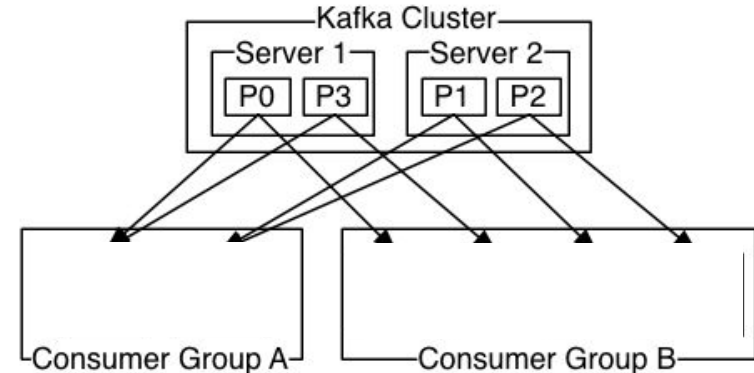 Kafka Cluster
Server 1 Server 2
P0 P3 P1 P2
Consumer Group A Consumer Group B